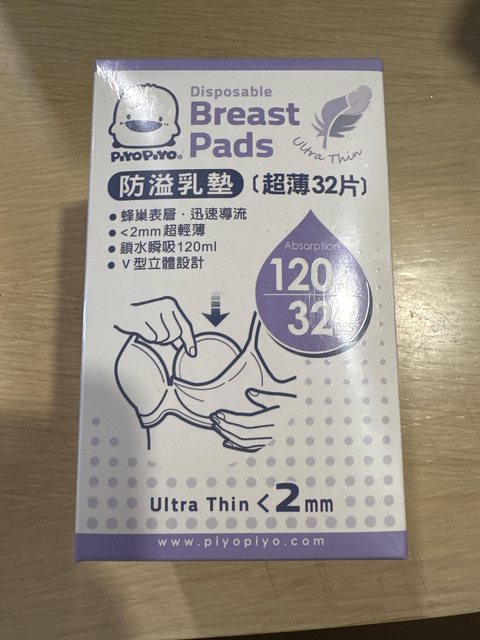 Disposable
Breast
Pads
Ultra Thin
PiYOPiYO®
防溢乳墊〔超薄32片〕
• 蜂巢表層・迅速導流
• <2mm超輕薄
• 鎖水瞬吸120ml
• V型立體設計
Absorption
120
32
Ultra Thin <2mm
www.piyopiyo.com